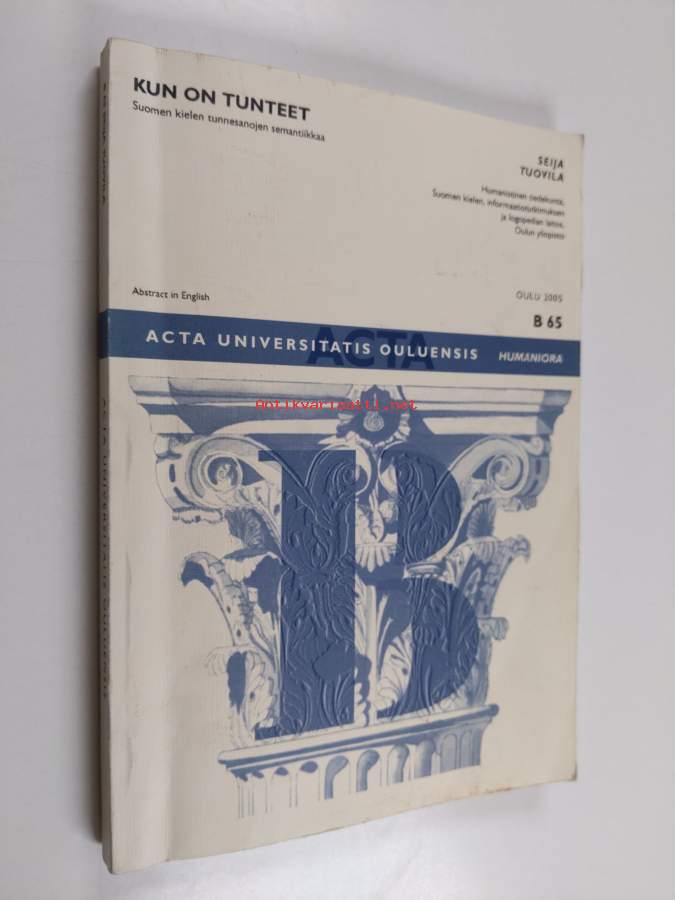 KUN ON TUNTEET
Suomen kielen tunnesanojen semantiikkaa
SEIJA
TUOVILA
Humanistinen tiedekunta,
Suomen kielen, informaatiotutkimuksen
ja logopedian laitos,
Oulun yliopisto
Abstract in English
OULU 2005
B 65
ACTA
ACTA UNIVERSITATIS OULUENSIS HUMANIORA
Antikvariaatti.net
B
ACTA UNIVERSITATIS OULUENSIS